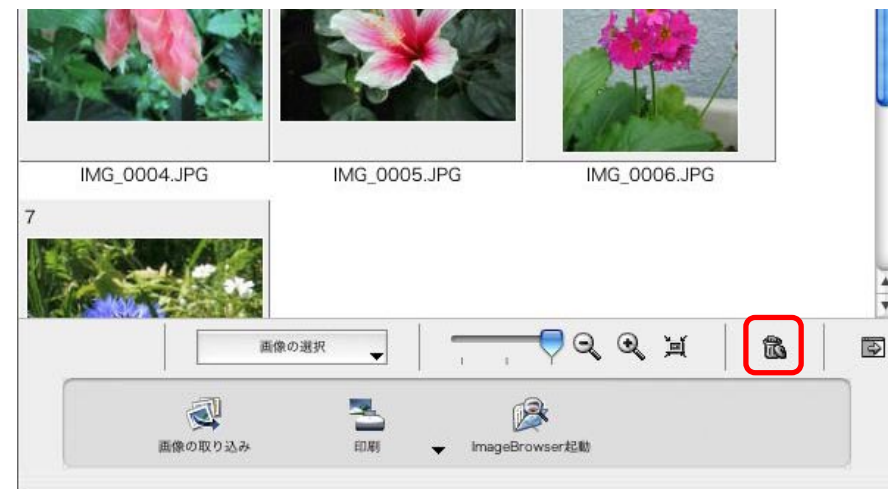 IMG_0004.JPG
IMG_0005.JPG
IMG_0006.JPG
7
画像の選択
画像の取り込み
印刷
ImageBrowser起動